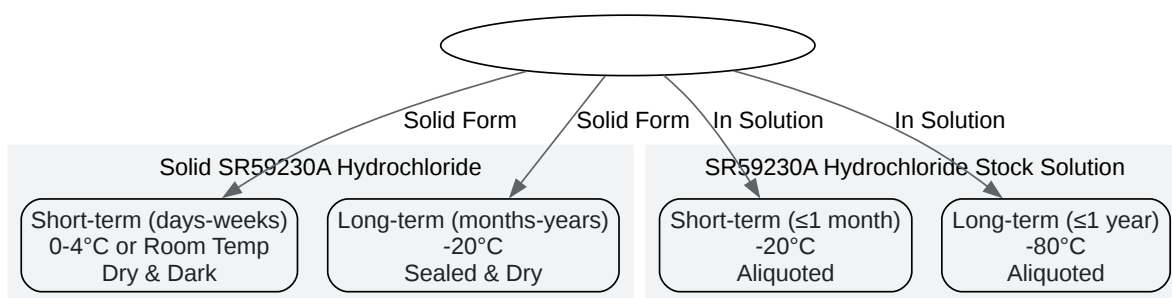 Solid Form
Solid Form
In Solution
In Solution
Solid SR59230A Hydrochloride
SR59230A Hydrochloride Stock Solution
Short-term (days-weeks)
0-4°C or Room Temp
Dry & Dark
Long-term (months-years)
-20°C
Sealed & Dry
Short-term (≤1 month)
-20°C
Aliquoted
Long-term (≤1 year)
-80°C
Aliquoted